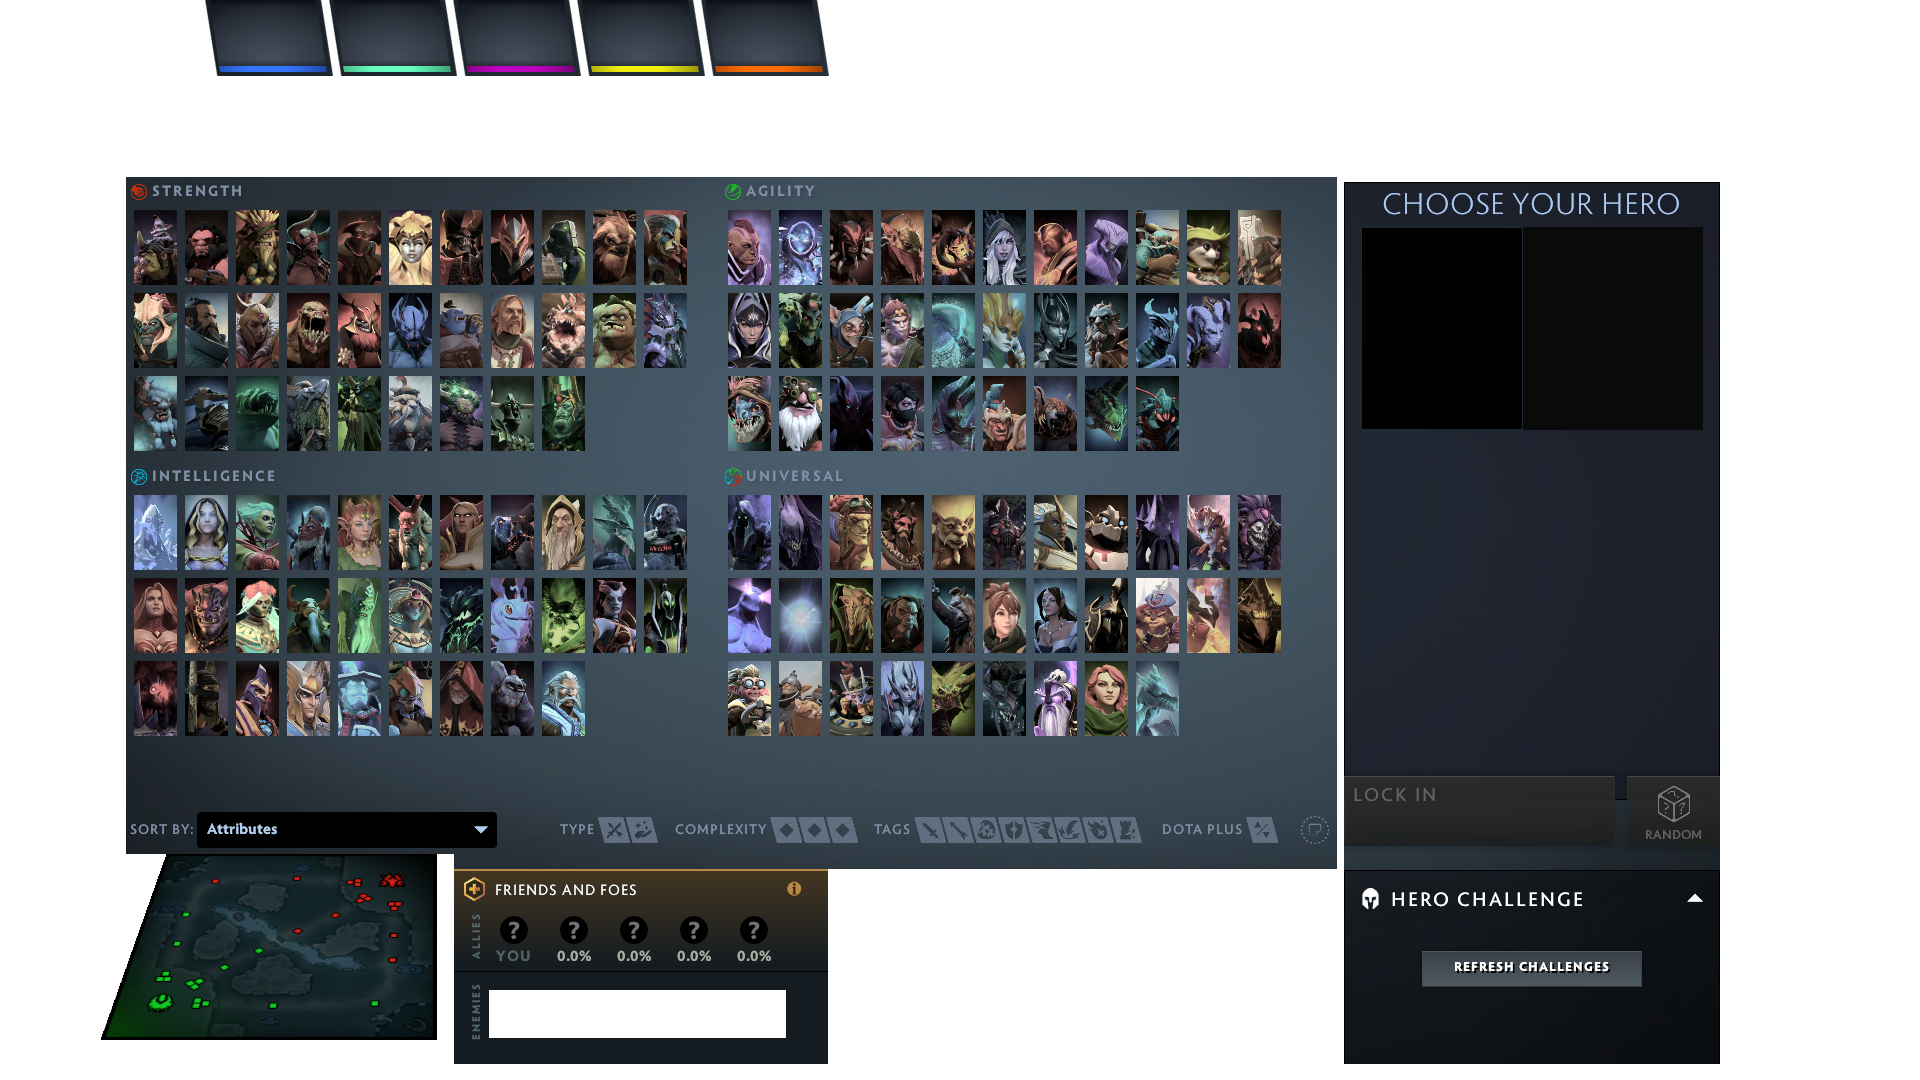 STRENGTH
AGILITY
CHOOSE YOUR HERO
INTELLIGENCE
UNIVERSAL
LOCK IN
RANDOM
SORT BY: Attributes
TYPE
COMPLEXITY
TAGS
DOTA PLUS
FRIENDS AND FOES
ALLIES
? ? ? ? ?
YOU 0.0% 0.0% 0.0% 0.0%
ENEMIES
HERO CHALLENGE
REFRESH CHALLENGES